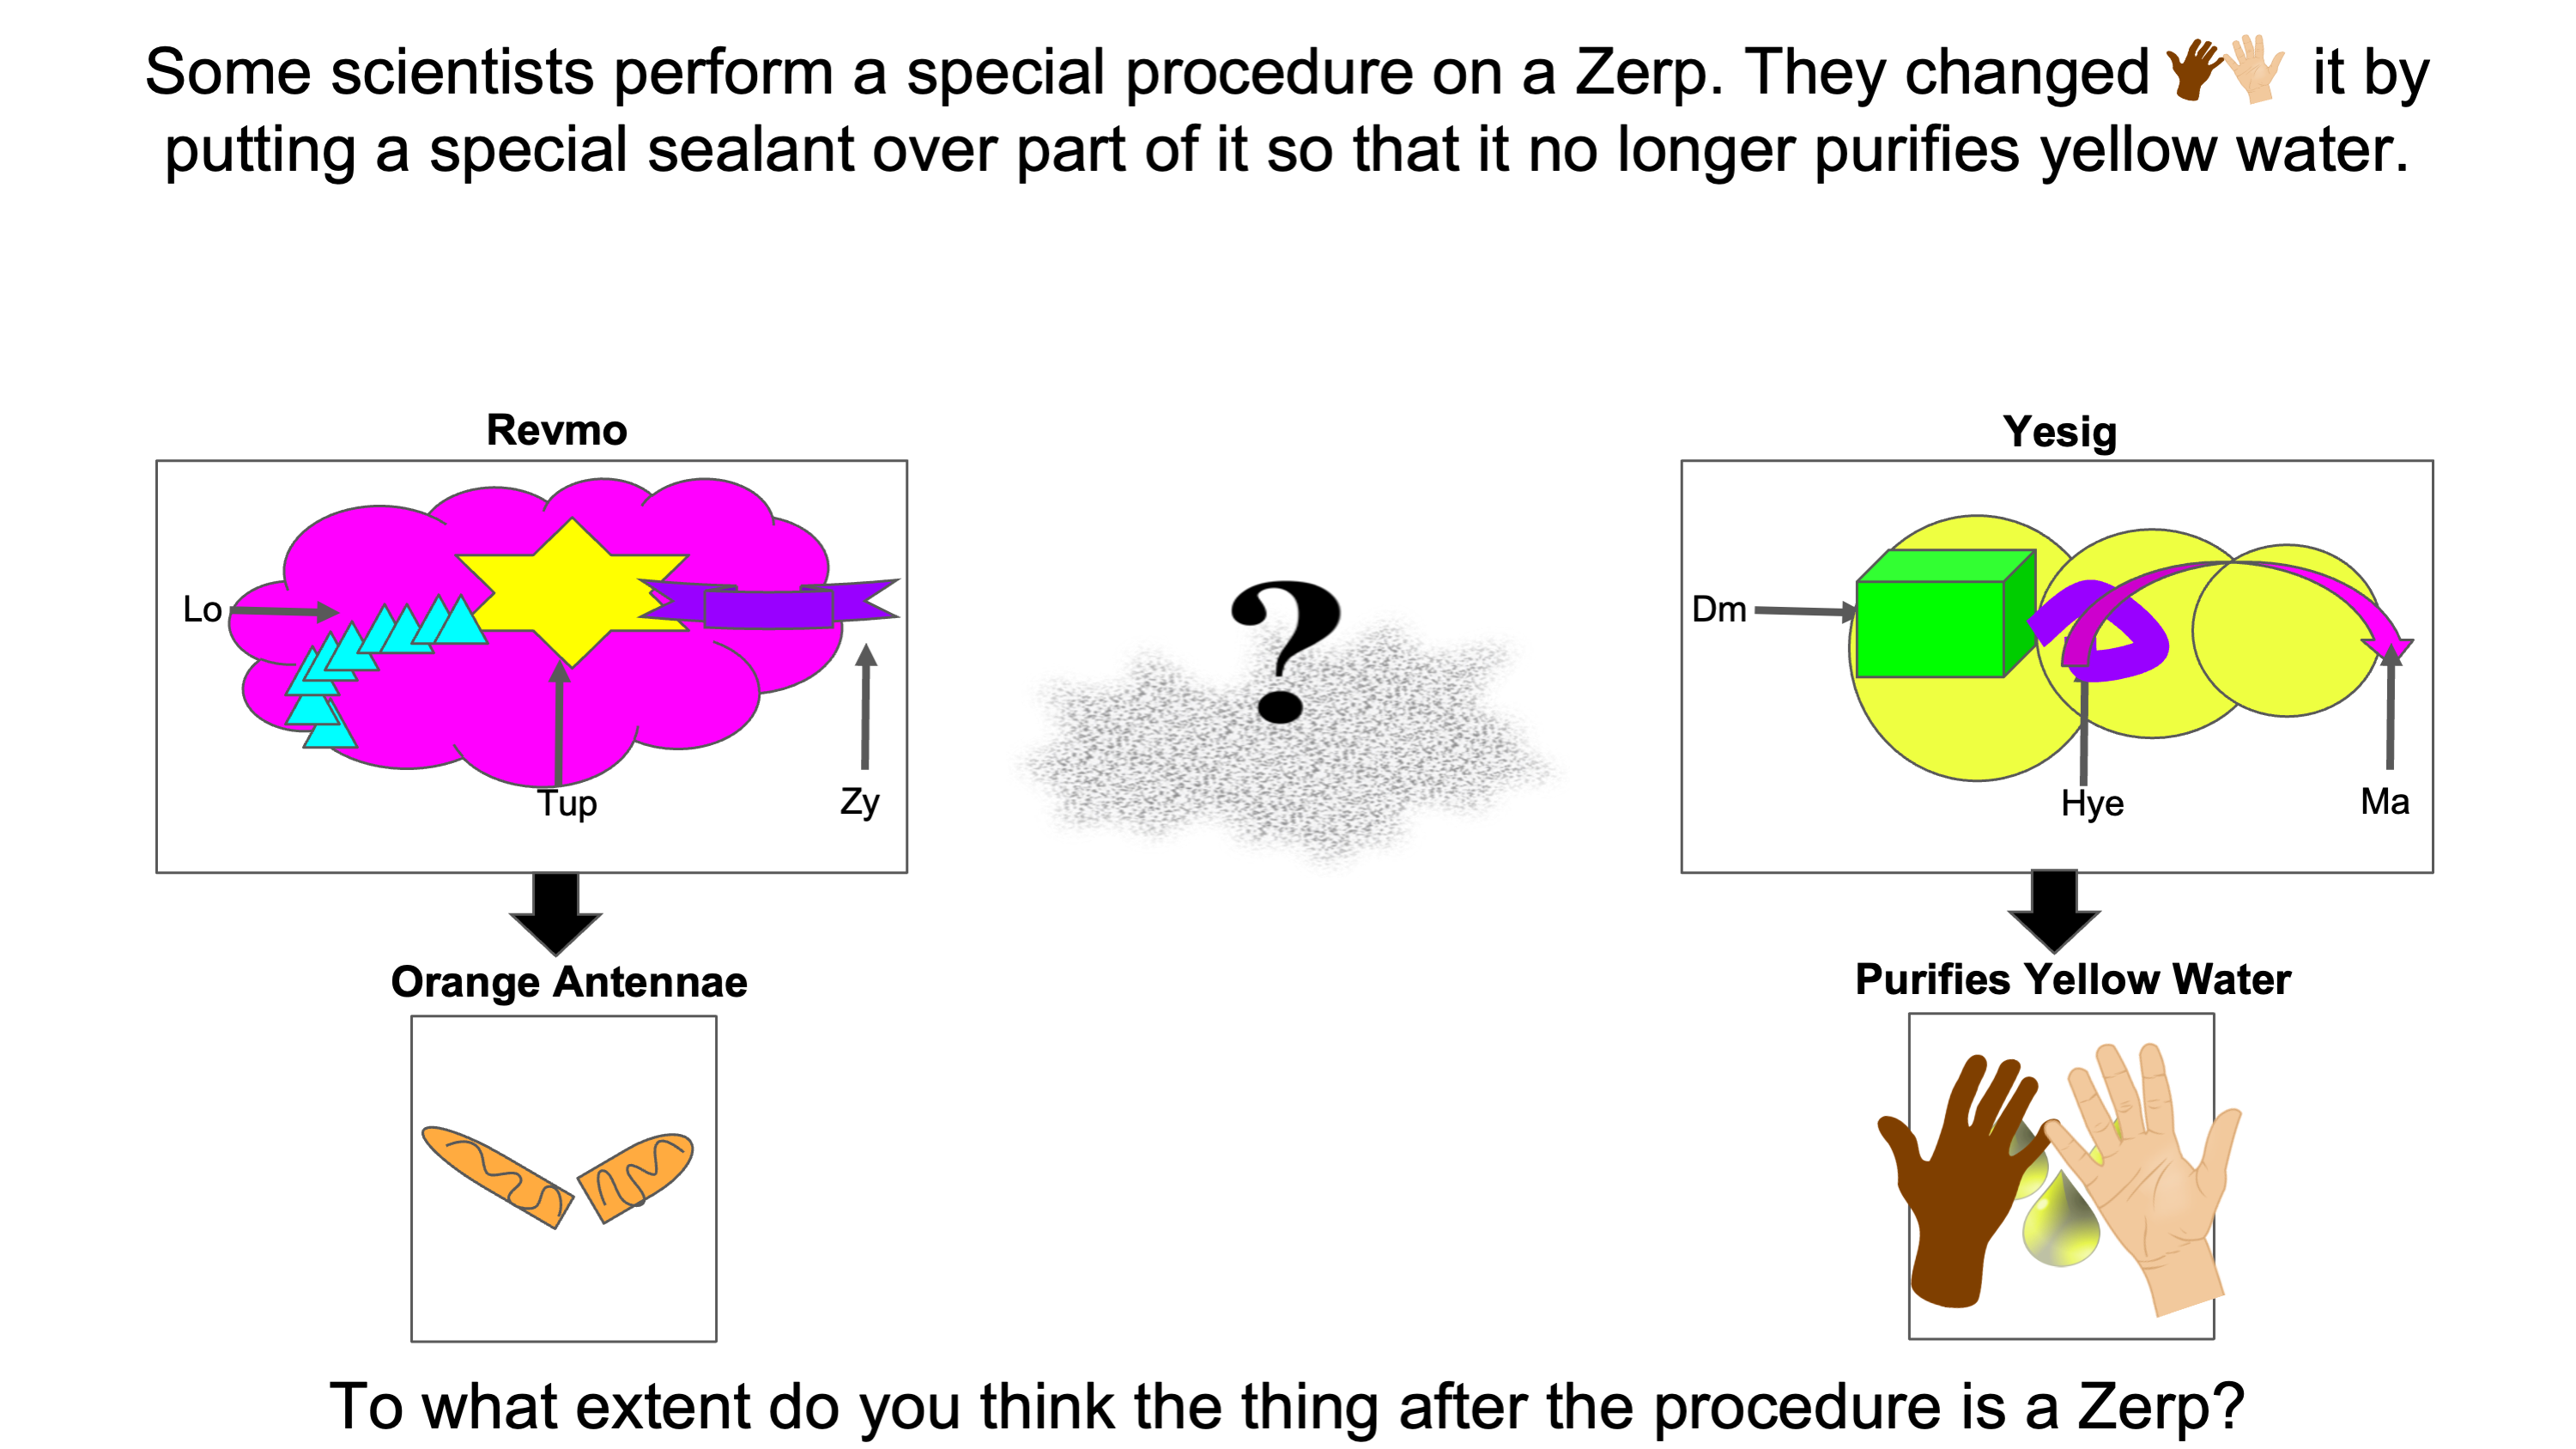 Some scientists perform a special procedure on a Zerp. They changed it by
putting a special sealant over part of it so that it no longer purifies yellow water.
Revmo
Yesig
Lo
Tup
Zy
?
Dm
Hye
Ma
Orange Antennae
Purifies Yellow Water
To what extent do you think the thing after the procedure is a Zerp?